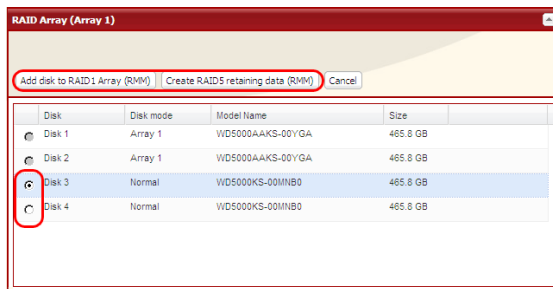 RAID Array (Array 1)
Add disk to RAID1 Array (RMM) Create RAID5 retaining data (RMM) Cancel
Disk Disk mode Model Name Size
Disk 1 Array 1 WD5000AAKS-00YGA 465.8 GB
Disk 2 Array 1 WD5000AAKS-00YGA 465.8 GB
Disk 3 Normal WD5000KS-00MNB0 465.8 GB
Disk 4 Normal WD5000KS-00MNB0 465.8 GB